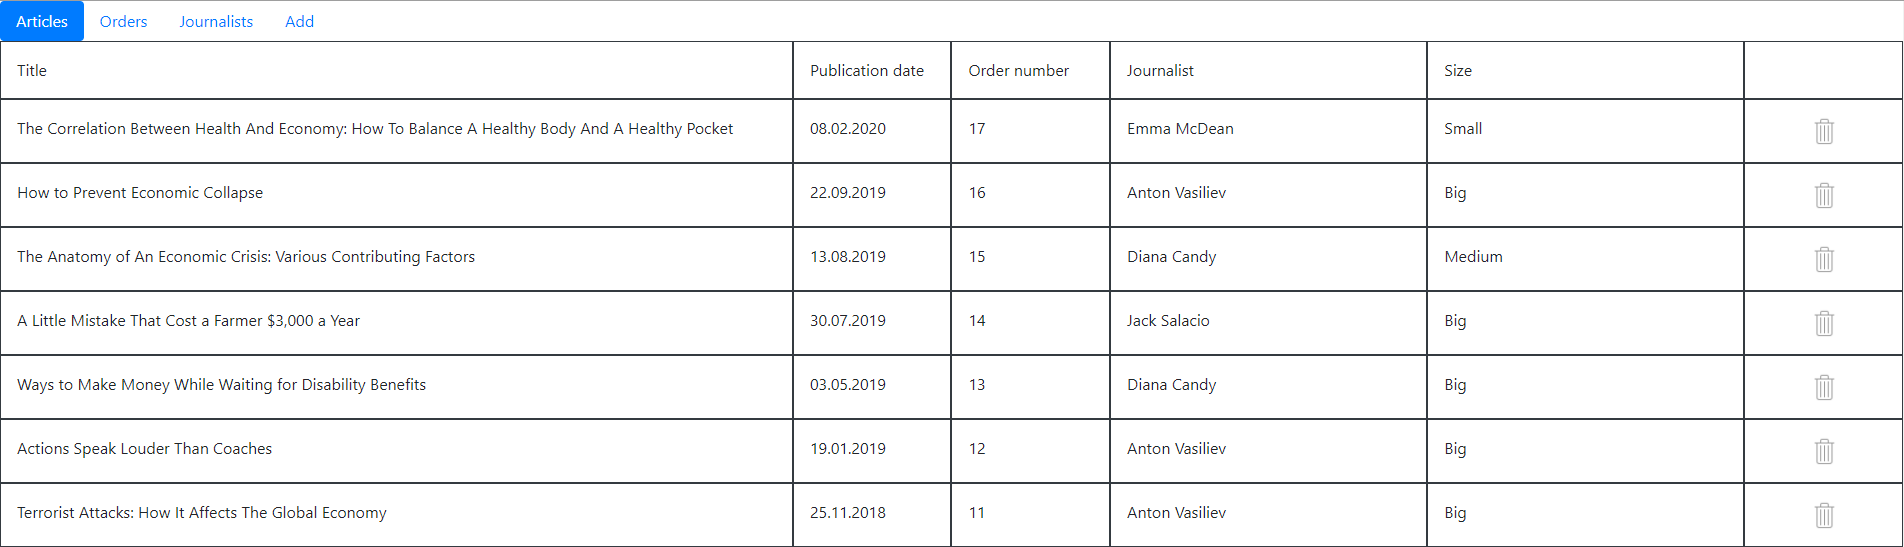 Articles Orders Journalists Add
Title Publication date Order number Journalist Size
The Correlation Between Health And Economy: How To Balance A Healthy Body And A Healthy Pocket 08.02.2020 17 Emma McDean Small
How to Prevent Economic Collapse 22.09.2019 16 Anton Vasiliev Big
The Anatomy of An Economic Crisis: Various Contributing Factors 13.08.2019 15 Diana Candy Medium
A Little Mistake That Cost a Farmer $3,000 a Year 30.07.2019 14 Jack Salacio Big
Ways to Make Money While Waiting for Disability Benefits 03.05.2019 13 Diana Candy Big
Actions Speak Louder Than Coaches 19.01.2019 12 Anton Vasiliev Big
Terrorist Attacks: How It Affects The Global Economy 25.11.2018 11 Anton Vasiliev Big